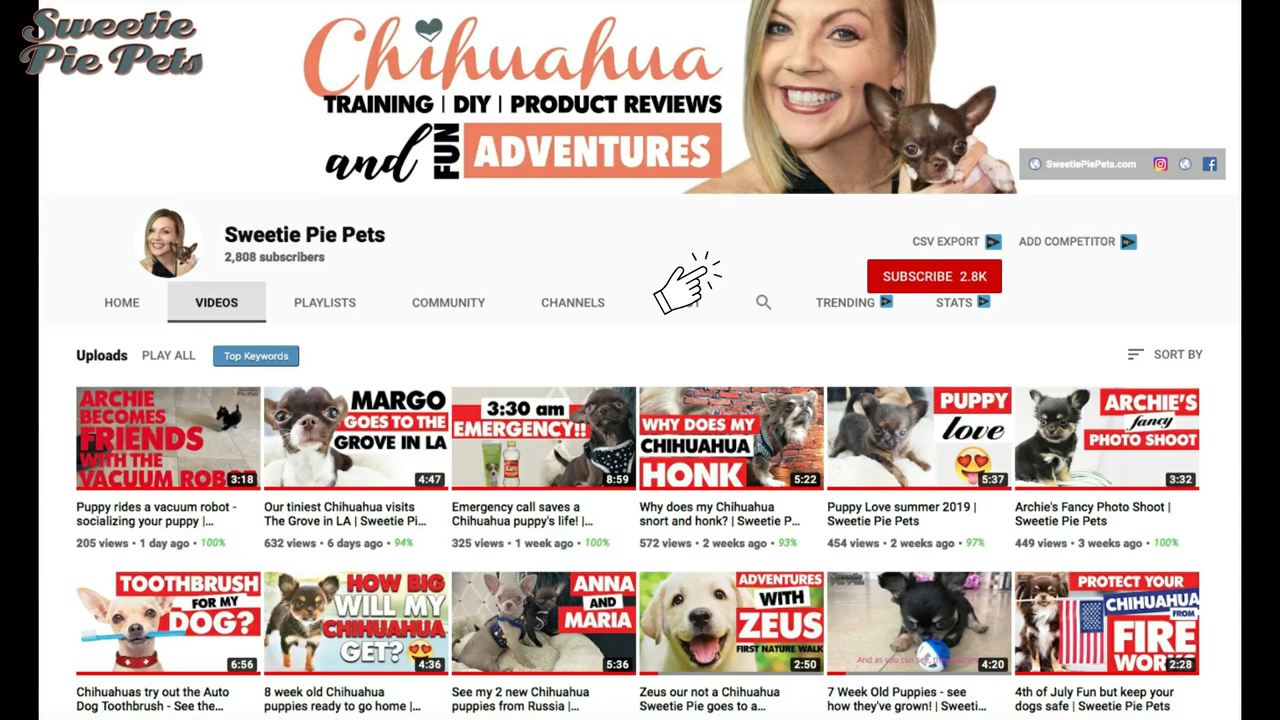 Sweetie
Pie Pets
Chihuahua
TRAINING | DIY | PRODUCT REVIEWS
and FUN ADVENTURES
SweetiePiePets.com
Sweetie Pie Pets
2,808 subscribers
CSV EXPORT
ADD COMPETITOR
SUBSCRIBE 2.8K
HOME
VIDEOS
PLAYLISTS
COMMUNITY
CHANNELS
TRENDING
STATS
Uploads
PLAY ALL
Top Keywords
SORT BY
ARCHIE
BECOMES
FRIENDS
WITH THE
VACUUM ROBOT
3:18
MARGO
GOES TO THE
GROVE IN LA
4:47
3:30 am
EMERGENCY!!
Karo
8:59
WHY DOES MY
CHIHUAHUA
HONK
5:22
PUPPY
love
5:37
ARCHIE'S
fancy
PHOTO SHOOT
3:32
Puppy rides a vacuum robot -
socializing your puppy |...
205 views • 1 day ago • 100%
Our tiniest Chihuahua visits
The Grove in LA | Sweetie Pi...
632 views • 6 days ago • 94%
Emergency call saves a
Chihuahua puppy's life! |...
325 views • 1 week ago • 100%
Why does my Chihuahua
snort and honk? | Sweetie P...
572 views • 2 weeks ago • 93%
Puppy Love summer 2019 |
Sweetie Pie Pets
454 views • 2 weeks ago • 97%
Archie's Fancy Photo Shoot |
Sweetie Pie Pets
449 views • 3 weeks ago • 100%
TOOTHBRUSH
FOR MY
DOG?
6:56
HOW BIG
WILL MY
CHIHUAHUA
GET?
4:36
ANNA
AND
MARIA
5:36
ADVENTURES
WITH
ZEUS
FIRST NATURE WALK
2:50
And as you can see, the
4:20
PROTECT YOUR
CHIHUAHUA
FROM
FIRE
WOR
2:28
Chihuahuas try out the Auto
Dog Toothbrush - See the...
8 week old Chihuahua
puppies ready to go home |...
See my 2 new Chihuahua
puppies from Russia |...
Zeus our not a Chihuahua
Sweetie Pie goes to a...
7 Week Old Puppies - see
how they've grown! | Sweeti...
4th of July Fun but keep your
dogs safe | Sweetie Pie Pets